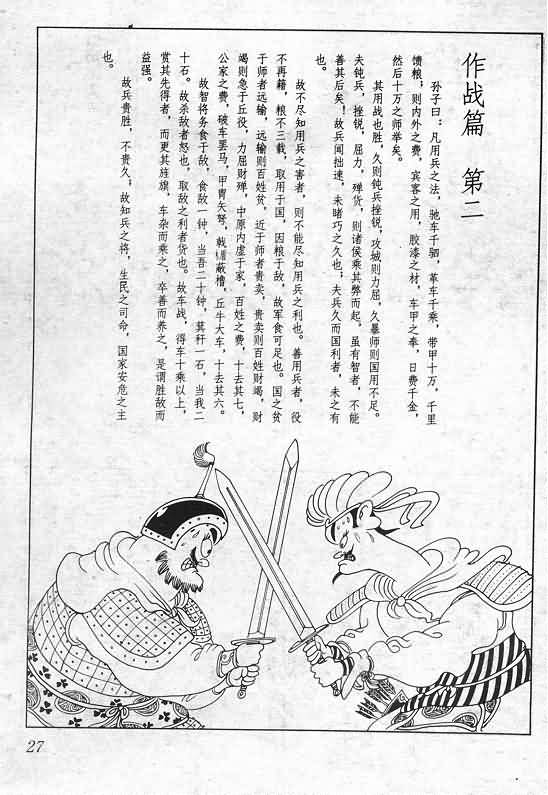 作战篇 第二
孙子曰：凡用兵之法，驰车千驷，革车千乘，带甲十万，千里
馈粮；则内外之费，宾客之用，胶漆之材，车甲之奉，日费千金，
然后十万之师举矣。
其用战也胜，久则钝兵挫锐，攻城则力屈，久暴师则国用不足。
夫钝兵，挫锐，屈力，殚货，则诸侯乘其弊而起，虽有智者，不能
善其后矣！故兵闻拙速，未睹巧之久也；夫兵久而国利者，未之有
也。
故不尽知用兵之害者，则不能尽知用兵之利也。善用兵者，役
不再籍，粮不三载，取用于国，因粮于敌，故军食可足也。国之贫
于师者远输，远输则百姓贫，近于师者贵卖，贵卖则百姓财竭，财
竭则急于丘役，力屈财殚，中原内虚于家，百姓之费，十去其七，
公家之费，破车罢马，甲胄矢弩，戟盾蔽橹，丘牛大车，十去其六。
故智将务食于敌，食敌一钟，当吾二十钟，萁秆一石，当我二
十石。故杀敌者怒也，取敌之利者货也。故车战，得车十乘以上，
赏其先得者，而更其旌旗，车杂而乘之，卒善而养之，是谓胜敌而
益强。
故兵贵胜，不贵久；故知兵之将，生民之司命，国家安危之主
也。
27